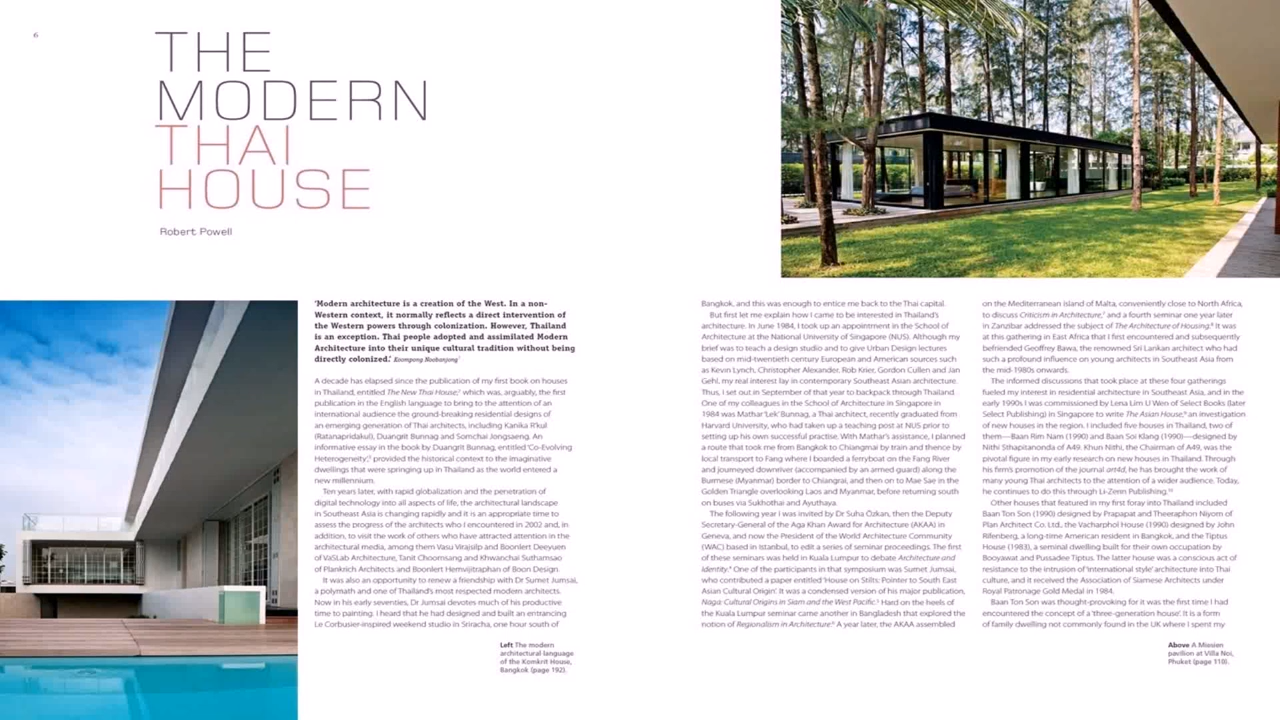 6
THE
MODERN
THAI
HOUSE
Robert Powell
'Modern architecture is a creation of the West. In a non-
Western context, it normally reflects a direct intervention of
the Western powers through colonization. However, Thailand
is an exception. Thai people adopted and assimilated Modern
Architecture into their unique cultural tradition without being
directly colonized.' Koompong Noobanjong¹
A decade has elapsed since the publication of my first book on houses
in Thailand, entitled The New Thai House,² which was, arguably, the first
publication in the English language to bring to the attention of an
international audience the ground-breaking residential designs of
an emerging generation of Thai architects, including Kanika R'kul
(Ratanapridakul), Duangrit Bunnag and Somchai Jongsaeng. An
informative essay in the book by Duangrit Bunnag, entitled 'Co-Evolving
Heterogeneity',³ provided the historical context to the imaginative
dwellings that were springing up in Thailand as the world entered a
new millennium.
Ten years later, with rapid globalization and the penetration of
digital technology into all aspects of life, the architectural landscape
in Southeast Asia is changing rapidly and it is an appropriate time to
assess the progress of the architects who I encountered in 2002 and, in
addition, to visit the work of others who have attracted attention in the
architectural media, among them Vasu Virajsilp and Boonlert Deeyuen
of VaSLab Architecture, Tanit Choomsang and Khwanchai Suthamsao
of Plankrich Architects and Boonlert Hemvijitraphan of Boon Design.
It was also an opportunity to renew a friendship with Dr Sumet Jumsai,
a polymath and one of Thailand's most respected modern architects.
Now in his early seventies, Dr Jumsai devotes much of his productive
time to painting. I heard that he had designed and built an entrancing
Le Corbusier-inspired weekend studio in Sriracha, one hour south of
Left The modern
architectural language
of the Komkrit House,
Bangkok (page 192).
Bangkok, and this was enough to entice me back to the Thai capital.
But first let me explain how I came to be interested in Thailand's
architecture. In June 1984, I took up an appointment in the School of
Architecture at the National University of Singapore (NUS). Although my
brief was to teach a design studio and to give Urban Design lectures
based on mid-twentieth century European and American sources such
as Kevin Lynch, Christopher Alexander, Rob Krier, Gordon Cullen and Jan
Gehl, my real interest lay in contemporary Southeast Asian architecture.
Thus, I set out in September of that year to backpack through Thailand.
One of my colleagues in the School of Architecture in Singapore in
1984 was Mathar 'Lek' Bunnag, a Thai architect, recently graduated from
Harvard University, who had taken up a teaching post at NUS prior to
setting up his own successful practise. With Mathar's assistance, I planned
a route that took me from Bangkok to Chiangmai by train and thence by
local transport to Fang where I boarded a ferryboat on the Fang River
and journeyed downriver (accompanied by an armed guard) along the
Burmese (Myanmar) border to Chiangrai, and then on to Mae Sae in the
Golden Triangle overlooking Laos and Myanmar, before returning south
on buses via Sukhothai and Ayuthaya.
The following year I was invited by Dr Suha Özkan, then the Deputy
Secretary-General of the Aga Khan Award for Architecture (AKAA) in
Geneva, and now the President of the World Architecture Community
(WAC) based in Istanbul, to edit a series of seminar proceedings. The first
of these seminars was held in Kuala Lumpur to debate Architecture and
Identity.⁴ One of the participants in that symposium was Sumet Jumsai,
who contributed a paper entitled 'House on Stilts: Pointer to South East
Asian Cultural Origin'. It was a condensed version of his major publication,
Naga: Cultural Origins in Siam and the West Pacific.⁵ Hard on the heels of
the Kuala Lumpur seminar came another in Bangladesh that explored the
notion of Regionalism in Architecture.⁶ A year later, the AKAA assembled
on the Mediterranean island of Malta, conveniently close to North Africa,
to discuss Criticism in Architecture,⁷ and a fourth seminar one year later
in Zanzibar addressed the subject of The Architecture of Housing.⁸ It was
at this gathering in East Africa that I first encountered and subsequently
befriended Geoffrey Bawa, the renowned Sri Lankan architect who had
such a profound influence on young architects in Southeast Asia from
the mid-1980s onwards.
The informed discussions that took place at these four gatherings
fueled my interest in residential architecture in Southeast Asia, and in the
early 1990s I was commissioned by Lena Lim U Wen of Select Books (later
Select Publishing) in Singapore to write The Asian House,⁹ an investigation
of new houses in the region. I included five houses in Thailand, two of
them—Baan Rim Nam (1990) and Baan Soi Klang (1990)—designed by
Nithi Sthapitanonda of A49. Khun Nithi, the Chairman of A49, was the
pivotal figure in my early research on new houses in Thailand. Through
his firm's promotion of the journal art4d, he has brought the work of
many young Thai architects to the attention of a wider audience. Today,
he continues to do this through Li-Zenn Publishing.¹⁰
Other houses that featured in my first foray into Thailand included
Baan Ton Son (1990) designed by Prapapat and Theeraphon Niyom of
Plan Architect Co. Ltd., the Vacharphol House (1990) designed by John
Rifenberg, a long-time American resident in Bangkok, and the Tiptus
House (1983), a seminal dwelling built for their own occupation by
Booyawat and Pussadee Tiptus. The latter house was a conscious act of
resistance to the intrusion of 'international style' architecture into Thai
culture, and it received the Association of Siamese Architects under
Royal Patronage Gold Medal in 1984.
Baan Ton Son was thought-provoking for it was the first time I had
encountered the concept of a 'three-generation house'. It is a form
of family dwelling not commonly found in the UK where I spent my
Above A Miesian
pavilion at Villa Noi,
Phuket (page 110).